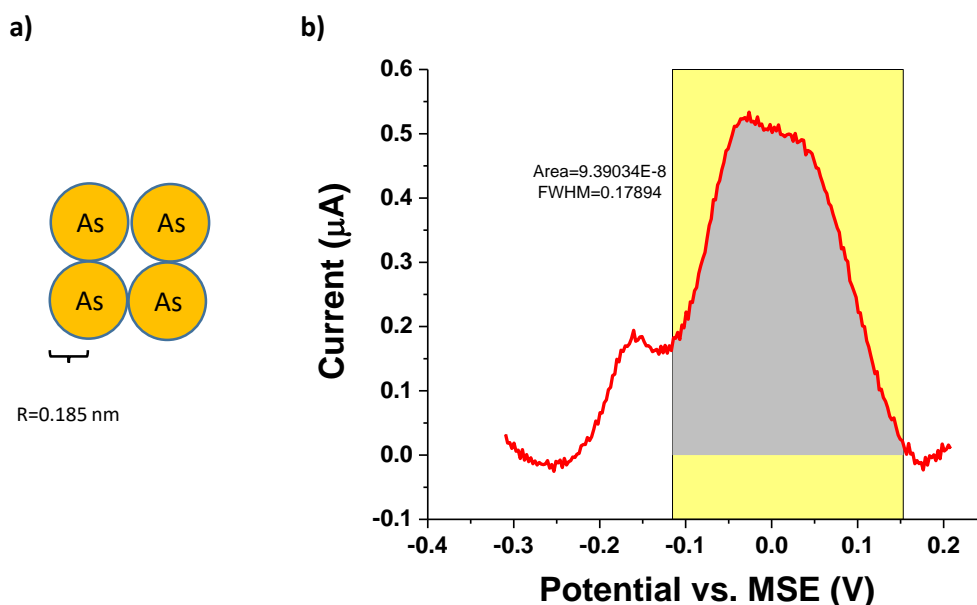 a)
As As
As As
R=0.185 nm
b)
Current (μA)
0.6
0.5
0.4
0.3
0.2
0.1
0.0
-0.1
Area=9.39034E-8
FWHM=0.17894
-0.4 -0.3 -0.2 -0.1 0.0 0.1 0.2
Potential vs. MSE (V)